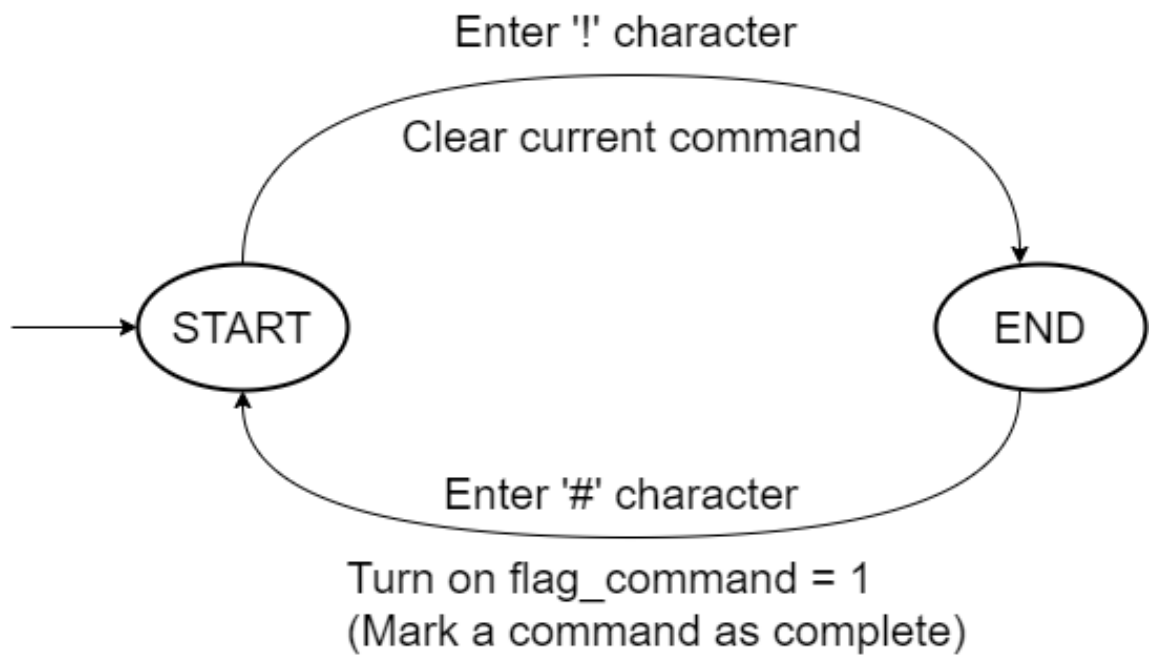 Enter '!' character
Clear current command
START
END
Enter '#' character
Turn on flag_command = 1
(Mark a command as complete)